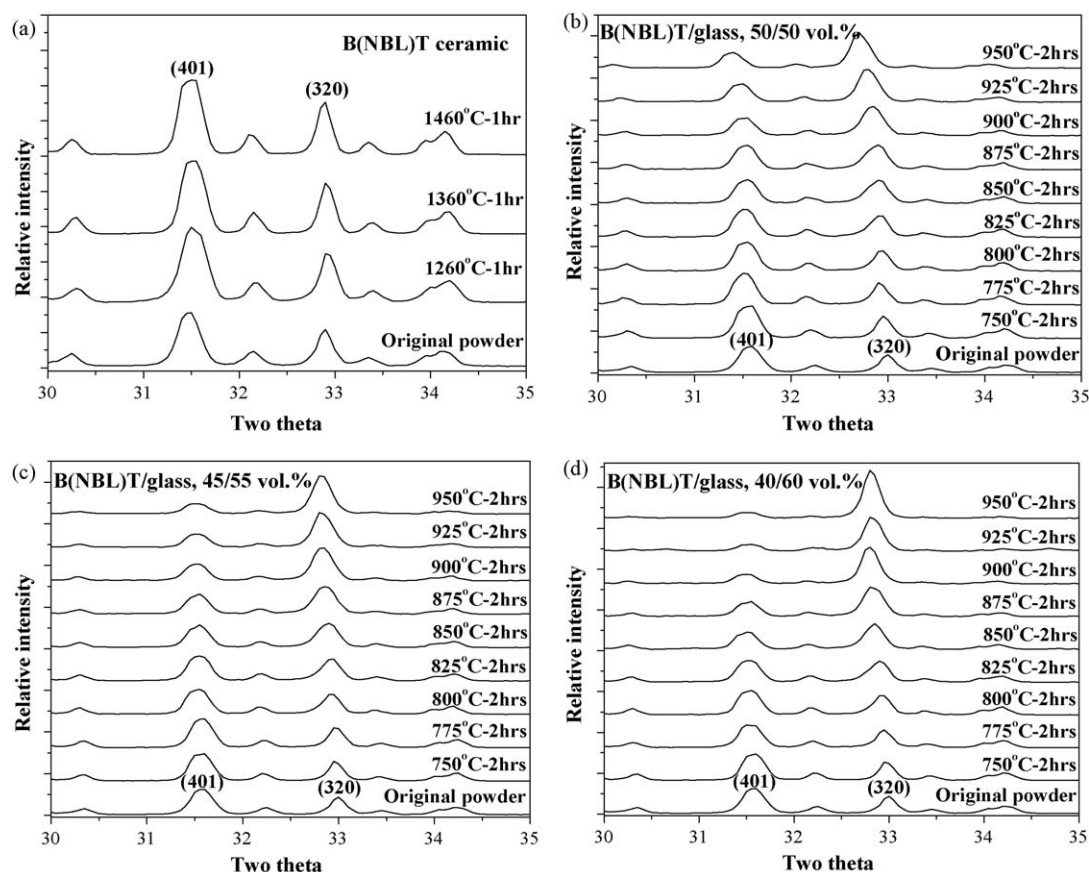 (a)
B(NBL)T ceramic
(401)
(320)
1460°C-1hr
1360°C-1hr
1260°C-1hr
Original powder
Relative intensity
30 31 32 33 34 35
Two theta
(b)
B(NBL)T/glass, 50/50 vol.%
950°C-2hrs
925°C-2hrs
900°C-2hrs
875°C-2hrs
850°C-2hrs
825°C-2hrs
800°C-2hrs
775°C-2hrs
750°C-2hrs
(401)
(320)
Original powder
Relative intensity
30 31 32 33 34 35
Two theta
(c)
B(NBL)T/glass, 45/55 vol.%
950°C-2hrs
925°C-2hrs
900°C-2hrs
875°C-2hrs
850°C-2hrs
825°C-2hrs
800°C-2hrs
775°C-2hrs
750°C-2hrs
(401)
(320)
Original powder
Relative intensity
30 31 32 33 34 35
Two theta
(d)
B(NBL)T/glass, 40/60 vol.%
950°C-2hrs
925°C-2hrs
900°C-2hrs
875°C-2hrs
850°C-2hrs
825°C-2hrs
800°C-2hrs
775°C-2hrs
750°C-2hrs
(401)
(320)
Original powder
Relative intensity
30 31 32 33 34 35
Two theta